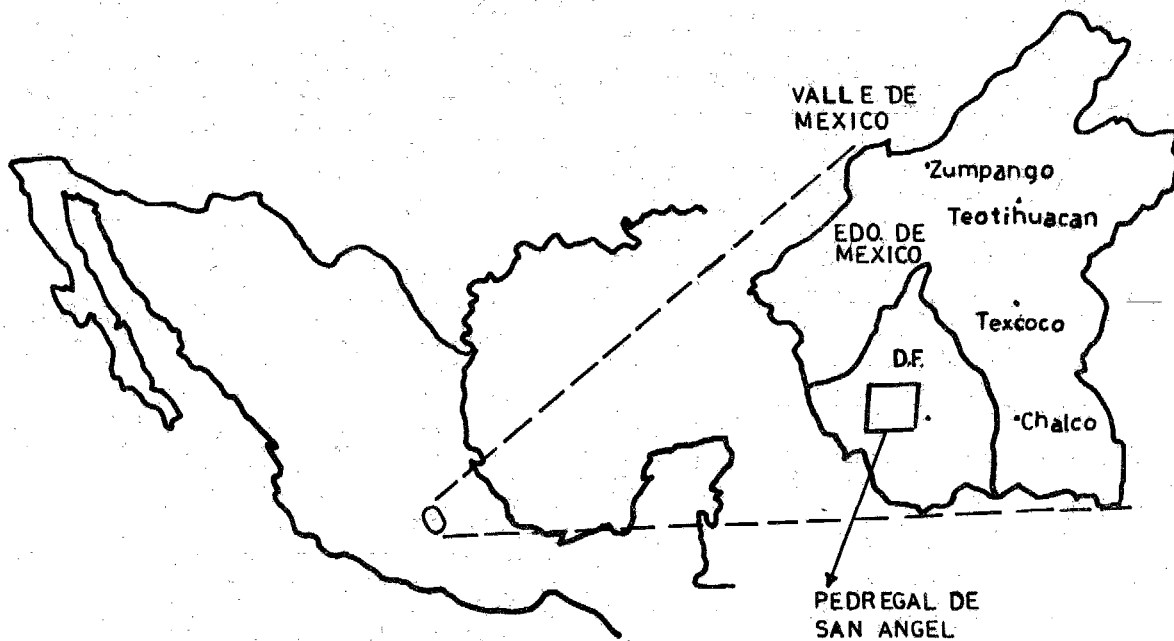 VALLE DE
MEXICO
Zumpango
Teotihuacan
EDO. DE
MEXICO
Texcoco
D.F.
Chalco
PEDREGAL DE
SAN ANGEL